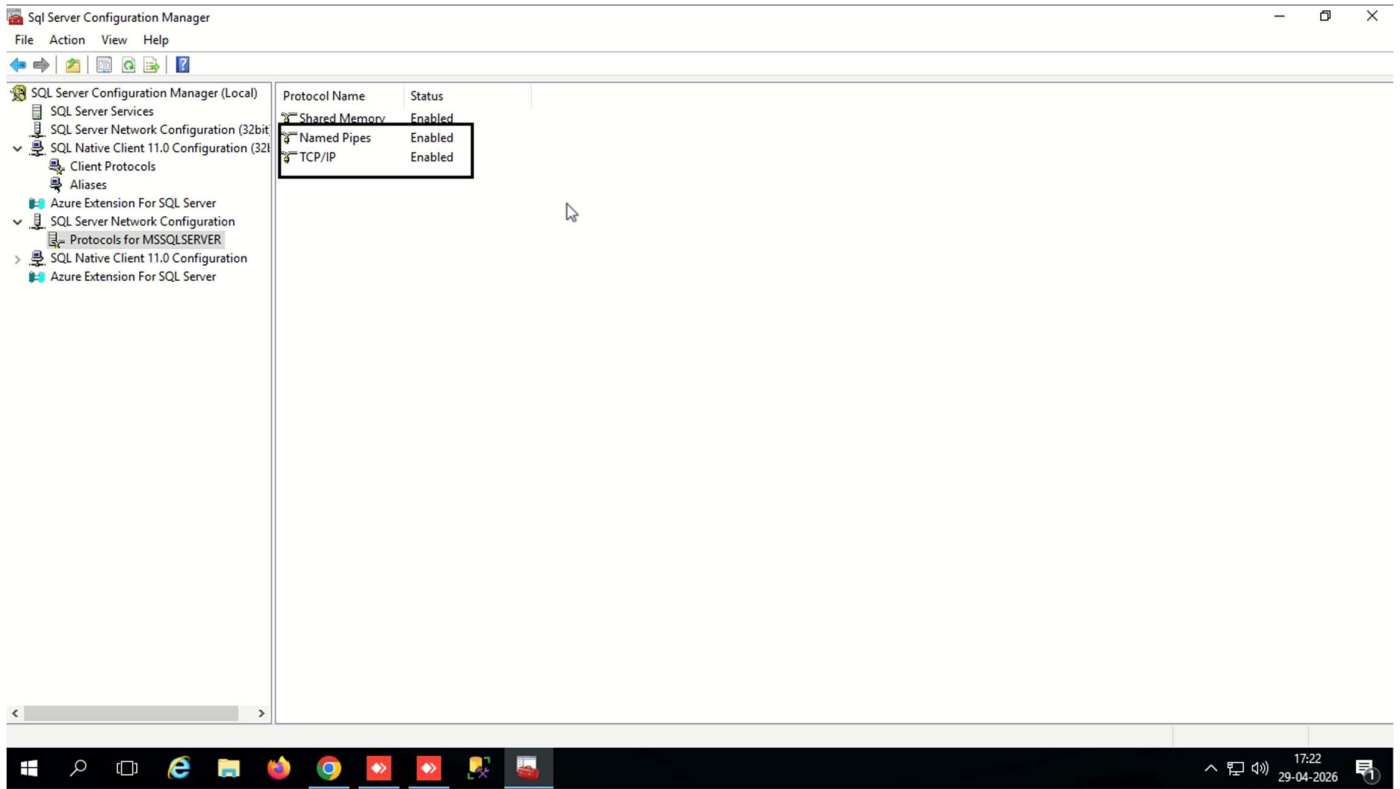 Sql Server Configuration Manager
File Action View Help
SQL Server Configuration Manager (Local)
SQL Server Services
SQL Server Network Configuration (32bit
SQL Native Client 11.0 Configuration (32b
Client Protocols
Aliases
Azure Extension For SQL Server
SQL Server Network Configuration
Protocols for MSSQLSERVER
SQL Native Client 11.0 Configuration
Azure Extension For SQL Server
Protocol Name Status
Shared Memory Enabled
Named Pipes Enabled
TCP/IP Enabled
17:22
29-04-2026
1